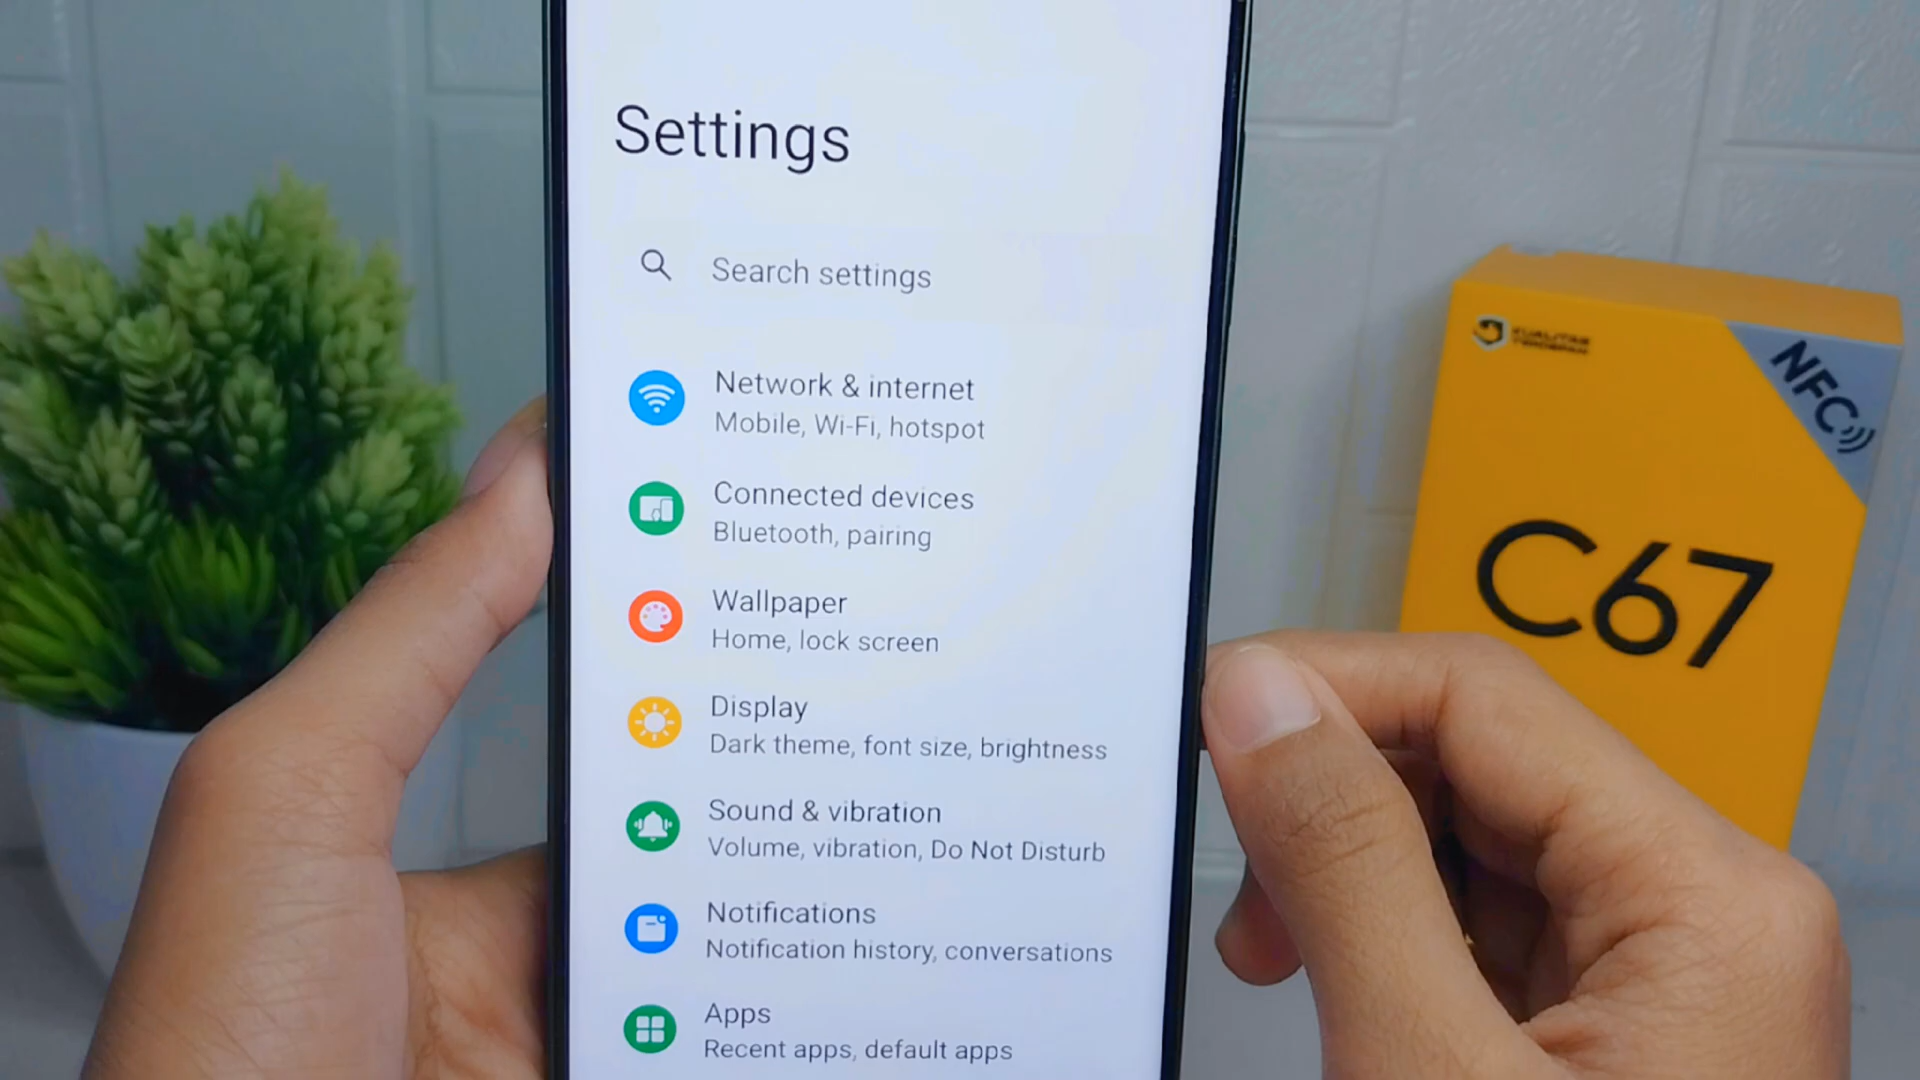 Settings
Search settings
Network & internet
Mobile, Wi-Fi, hotspot
Connected devices
Bluetooth, pairing
Wallpaper
Home, lock screen
Display
Dark theme, font size, brightness
Sound & vibration
Volume, vibration, Do Not Disturb
Notifications
Notification history, conversations
Apps
Recent apps, default apps
NFC
C67